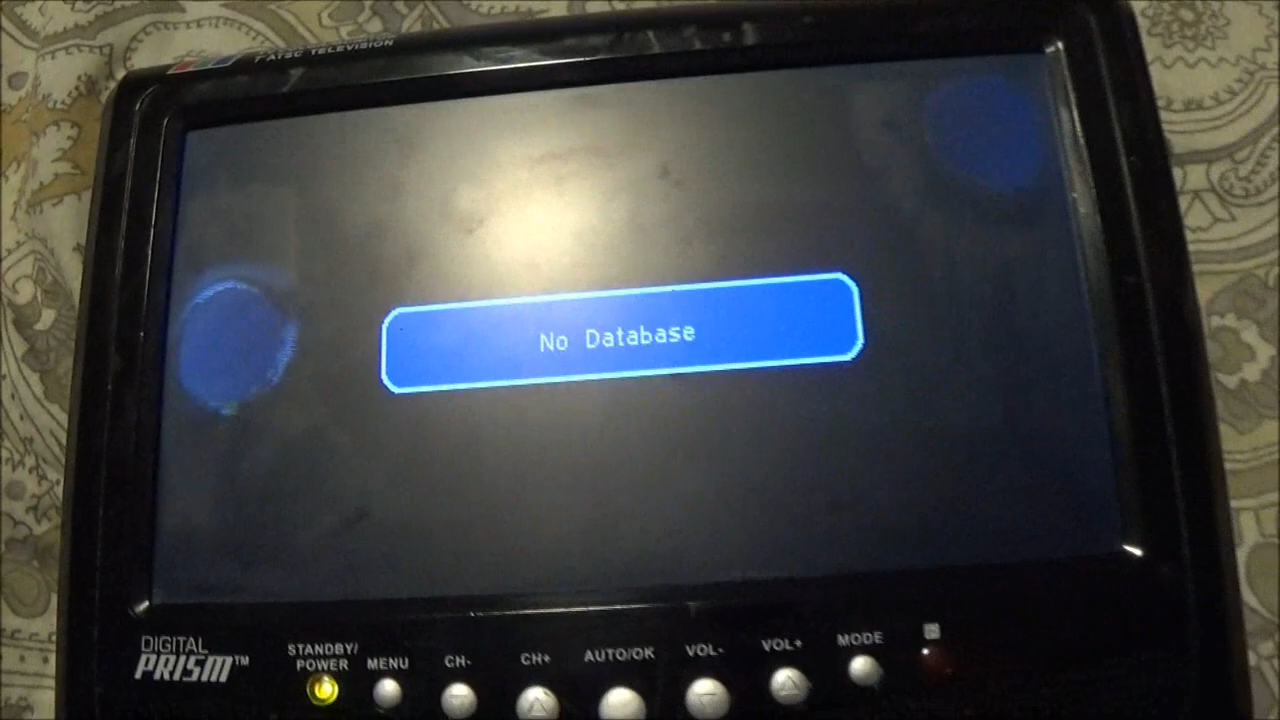 ATSC TELEVISION
No Database
DIGITAL
PRISM™
STANDBY/
POWER
MENU
CH-
CH+
AUTO/OK
VOL-
VOL+
MODE